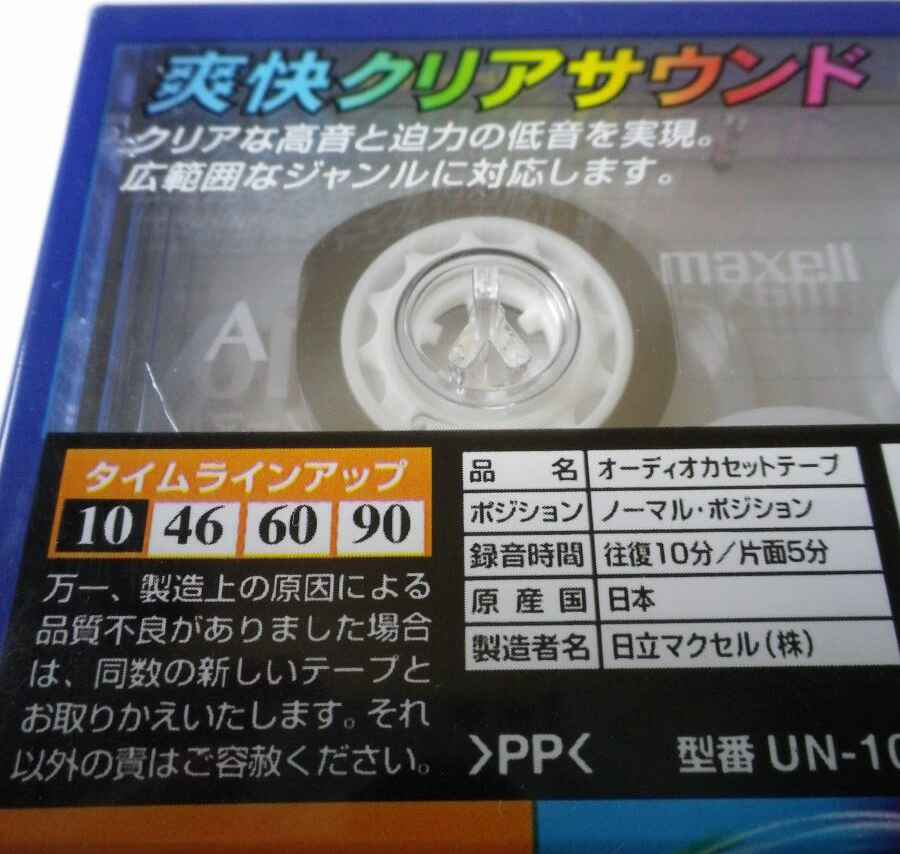 爽快クリアサウンド
クリアな高音と迫力の低音を実現。
広範囲なジャンルに対応します。
maxell
A
タイムラインアップ
10 46 60 90
万一、製造上の原因による
品質不良がありました場合
は、同数の新しいテープと
お取りかえいたします。それ
以外の責はご容赦ください。
品名 オーディオカセットテープ
ポジション ノーマル・ポジション
録音時間 往復10分/片面5分
原産国 日本
製造者名 日立マクセル(株)
>PP<
型番 UN-10